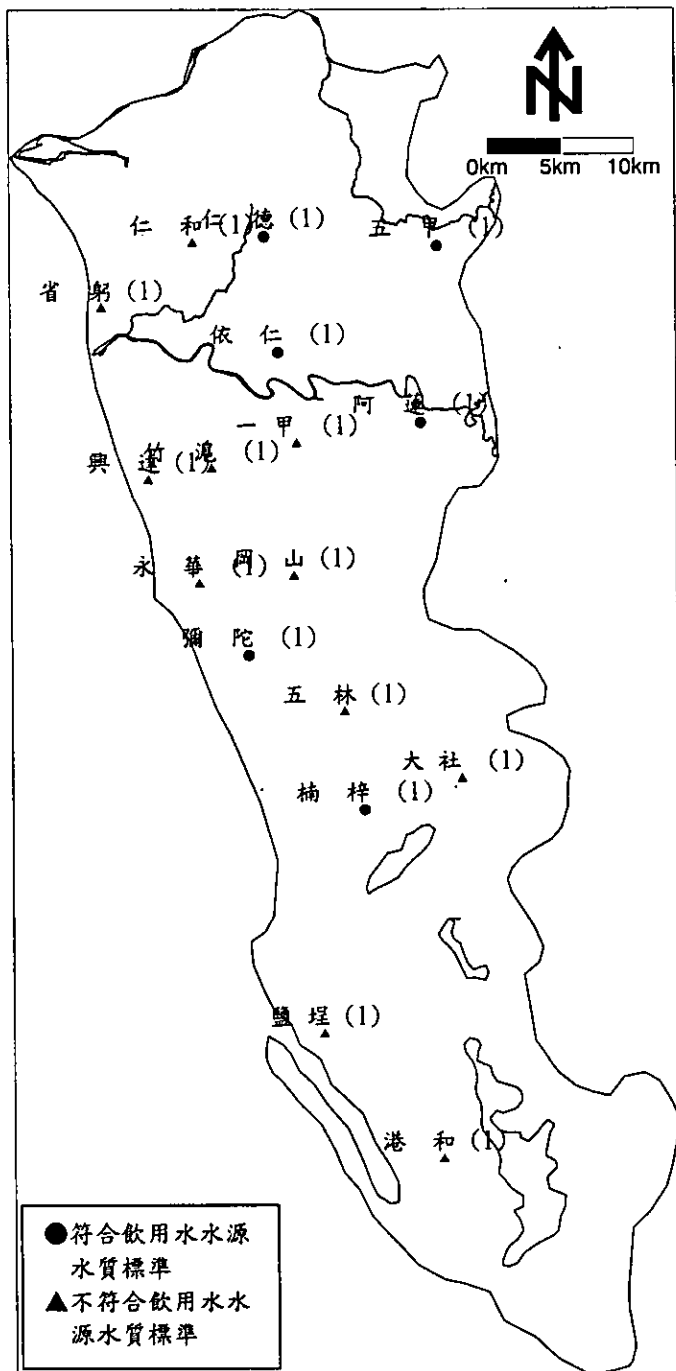 N
0km 5km 10km
仁和(1)
仁德(1)
五甲(1)
省躬(1)
依仁(1)
阿蓮(1)
一甲(1)
竹滬(1)
興達(1)
永華(1)
岡山(1)
彌陀(1)
五林(1)
大社(1)
楠梓(1)
鹽埕(1)
港和(1)
●符合飲用水水源
水質標準
▲不符合飲用水水
源水質標準